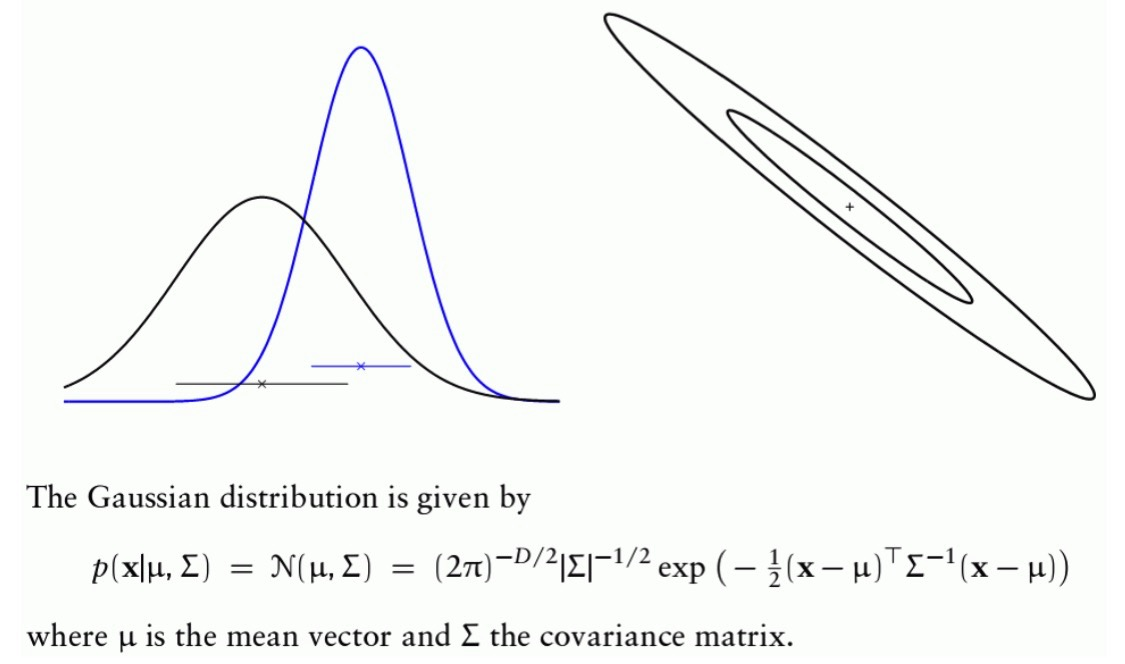 The Gaussian distribution is given by
p(x|μ, Σ) = N(μ, Σ) = (2π)^{−D/2}|Σ|^{−1/2} exp (− ½(x − μ)^⊤ Σ^{−1}(x − μ))
where μ is the mean vector and Σ the covariance matrix.